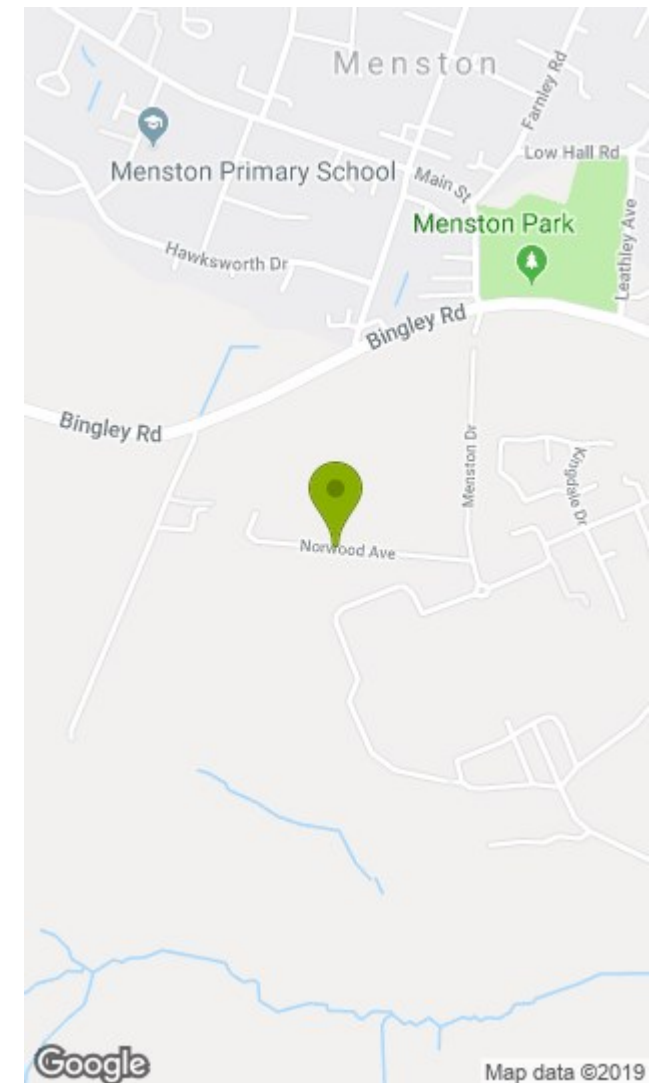 Menston
Farnley Rd
Low Hall Rd
Menston Primary School
Main St
Menston Park
Leathley Ave
Hawksworth Dr
Bingley Rd
Bingley Rd
Menston Dr
Kingdale Dr
Norwood Ave
Google
Map data ©2019